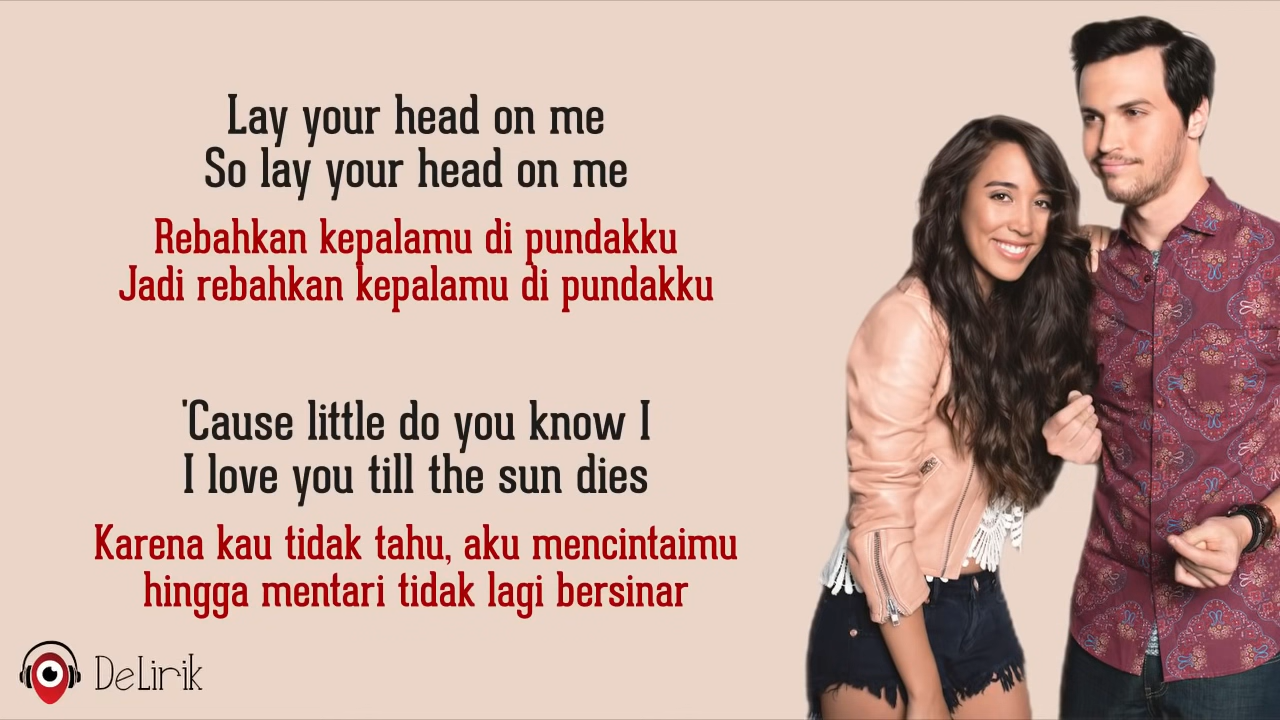 Lay your head on me
So lay your head on me
Rebahkan kepalamu di pundakku
Jadi rebahkan kepalamu di pundakku
'Cause little do you know I
I love you till the sun dies
Karena kau tidak tahu, aku mencintaimu
hingga mentari tidak lagi bersinar
DeLirik